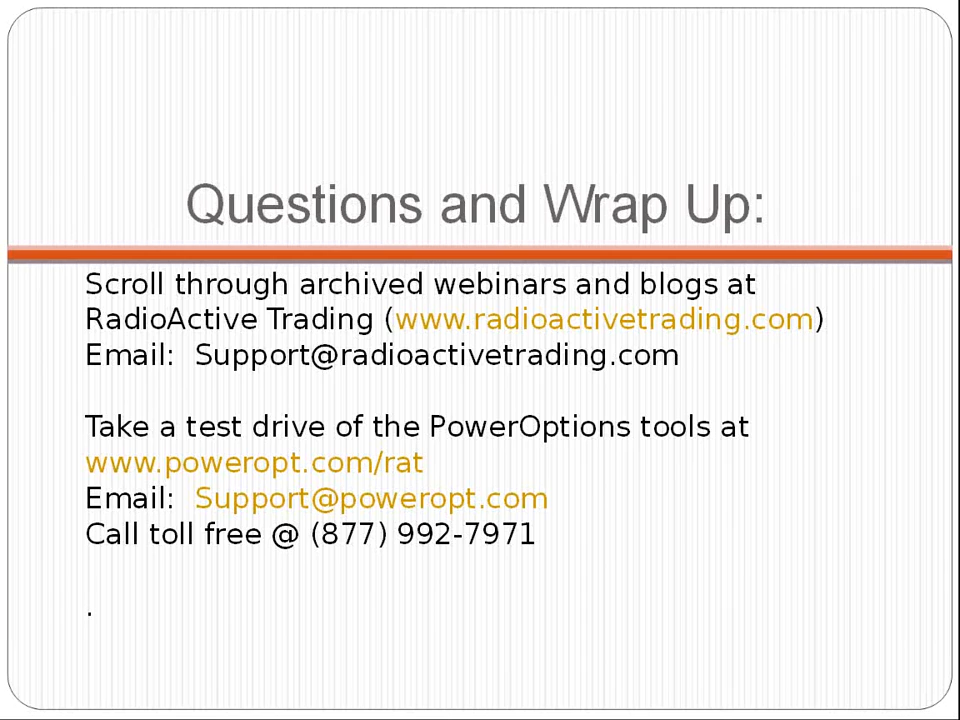 Questions and Wrap Up:
Scroll through archived webinars and blogs at
RadioActive Trading (www.radioactivetrading.com)
Email:  Support@radioactivetrading.com
Take a test drive of the PowerOptions tools at
www.poweropt.com/rat
Email:  Support@poweropt.com
Call toll free @ (877) 992-7971
.